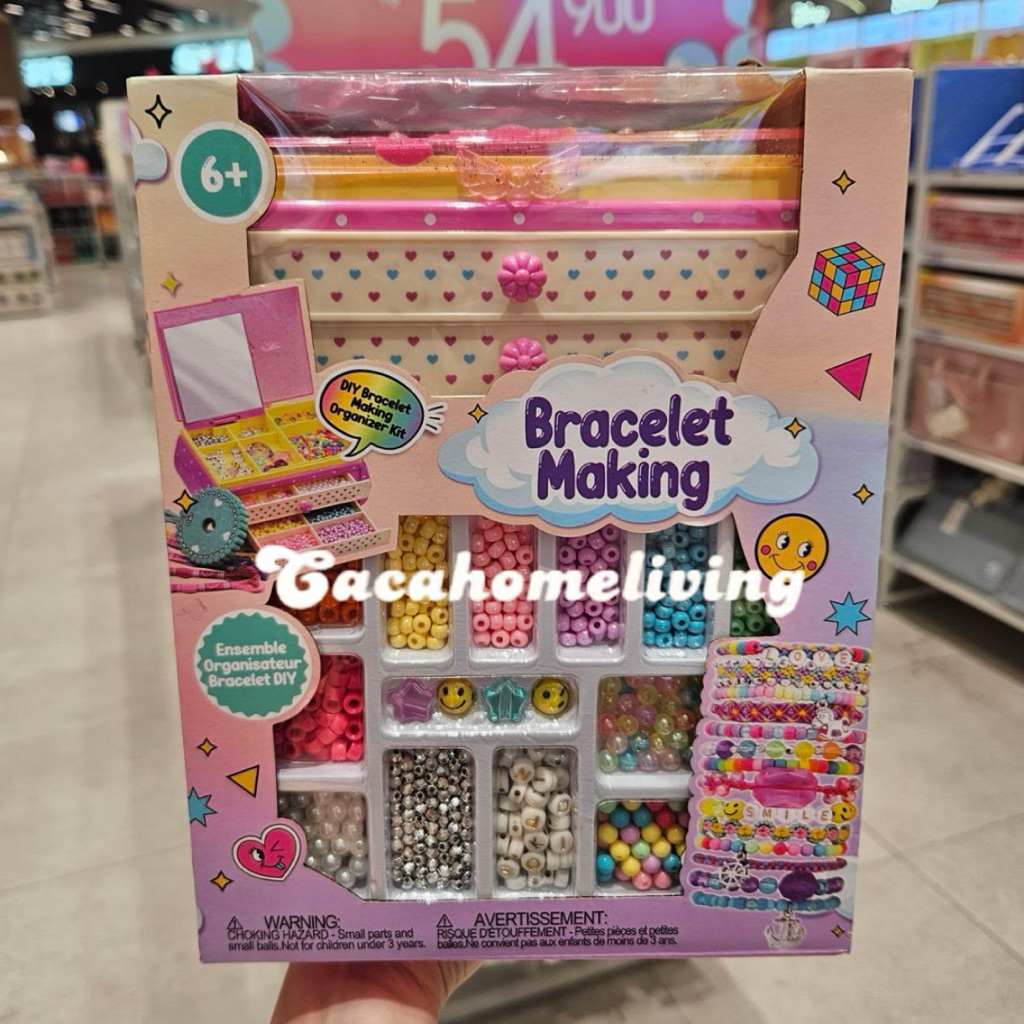 54 900
6+
DIY Bracelet
Making
Organizer Kit
Bracelet
Making
Cacahomeliving
Ensemble
Organisateur
Bracelet DIY
LOVE
SMILE
WARNING:
CHOKING HAZARD - Small parts and
small balls.Not for children under 3 years.
AVERTISSEMENT:
RISQUE D'ÉTOUFFEMENT - Petites pièces et petites
balles.Ne convient pas aux enfants de moins de 3 ans.